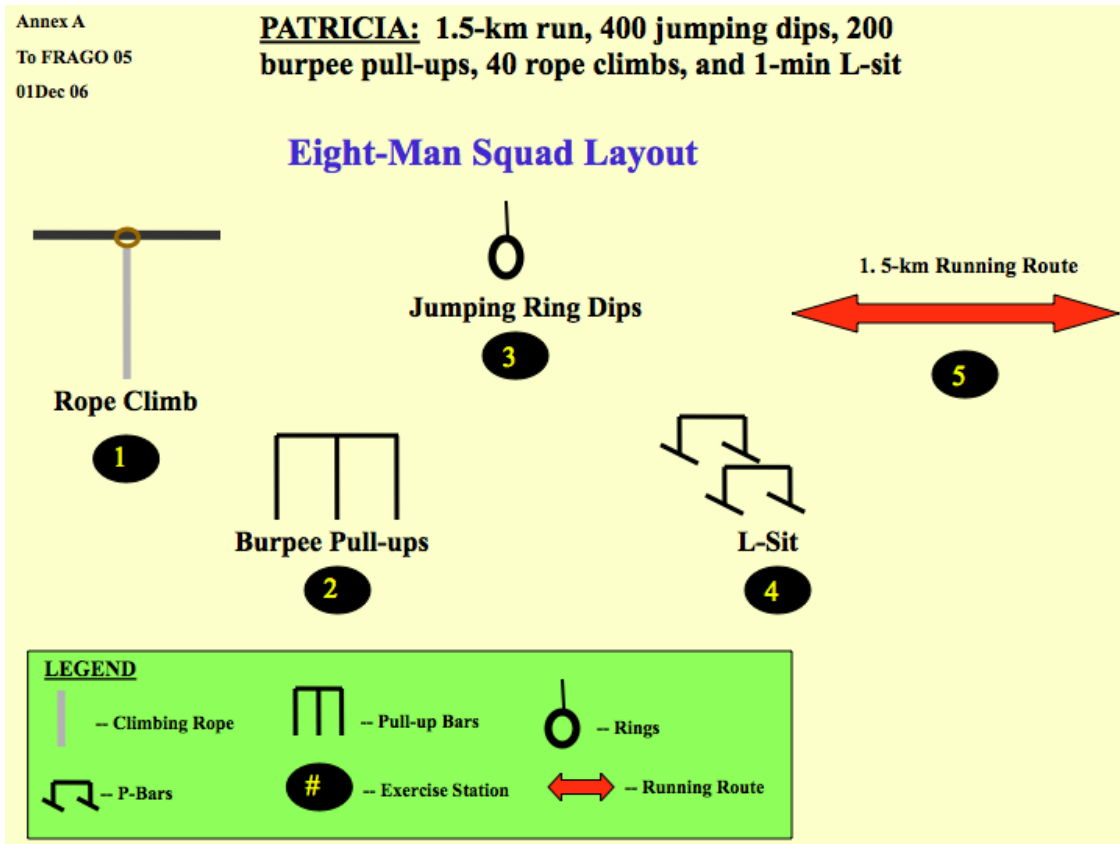 Annex A
To FRAGO 05
01Dec 06
PATRICIA: 1.5-km run, 400 jumping dips, 200
burpee pull-ups, 40 rope climbs, and 1-min L-sit
Eight-Man Squad Layout
1. 5-km Running Route
Jumping Ring Dips
3
5
Rope Climb
1
Burpee Pull-ups
2
L-Sit
4
LEGEND
-- Climbing Rope
-- Pull-up Bars
-- Rings
-- P-Bars
#
-- Exercise Station
-- Running Route